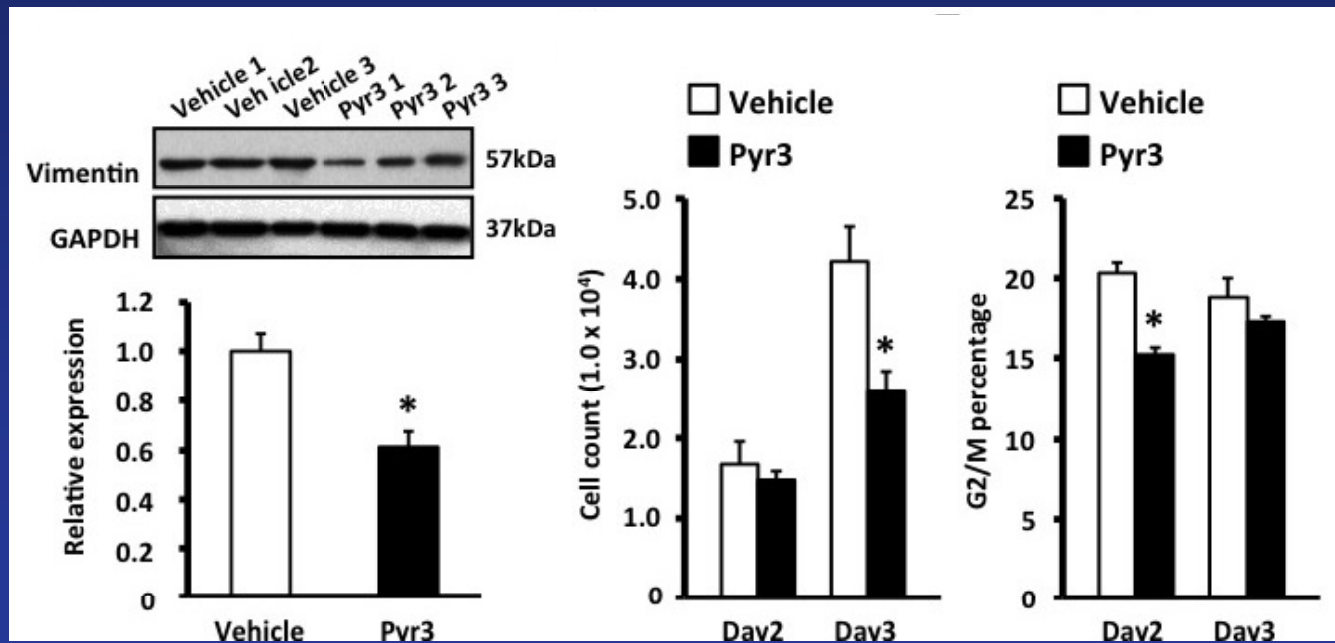 Vehicle 1 Veh icle2 Vehicle 3 Pyr3 1 Pyr3 2 Pyr3 3
Vimentin 57kDa
GAPDH 37kDa
Relative expression
1.2
1.0
0.8
0.6
0.4
0.2
0
*
Vehicle Pyr3
Vehicle
Pyr3
Cell count (1.0 x 10⁴)
5.0
4.0
3.0
2.0
1.0
0
*
Day2 Day3
Vehicle
Pyr3
G2/M percentage
25
20
15
10
5
0
*
Day2 Day3